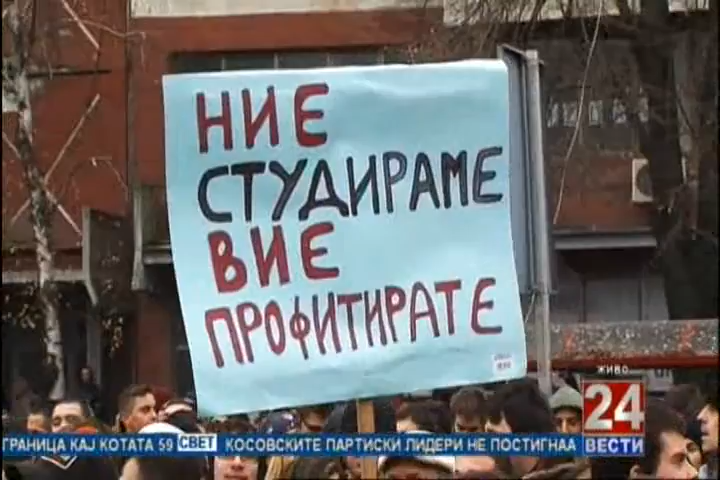 НИЕ
СТУДИРАМЕ
ВИЕ
ПРОФИТИРАТЕ
ЖИВО
24
ВЕСТИ
ГРАНИЦА КАЈ КОТАТА 59 СВЕТ КОСОВСКИТЕ ПАРТИСКИ ЛИДЕРИ НЕ ПОСТИГНАА